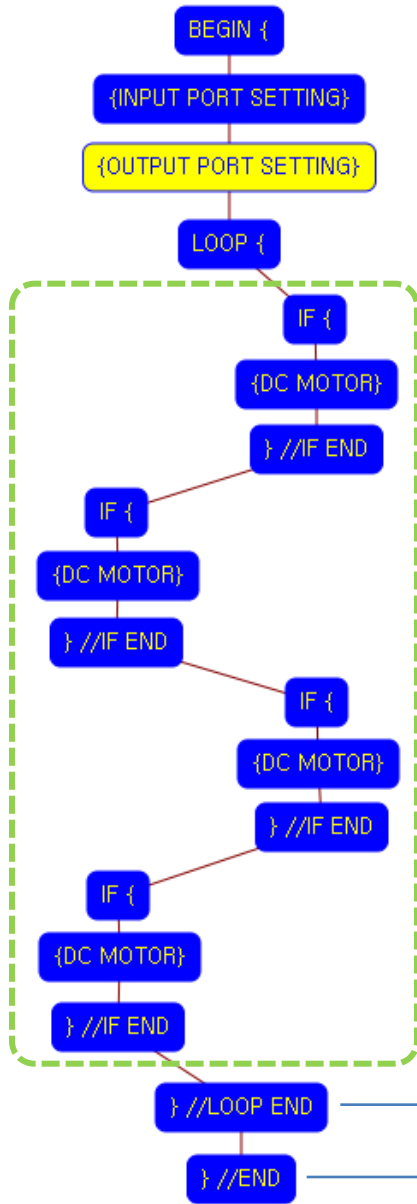 BEGIN {
{INPUT PORT SETTING}
{OUTPUT PORT SETTING}
LOOP {
IF {
{DC MOTOR}
} //IF END
IF {
{DC MOTOR}
} //IF END
IF {
{DC MOTOR}
} //IF END
IF {
{DC MOTOR}
} //IF END
} //LOOP END
} //END